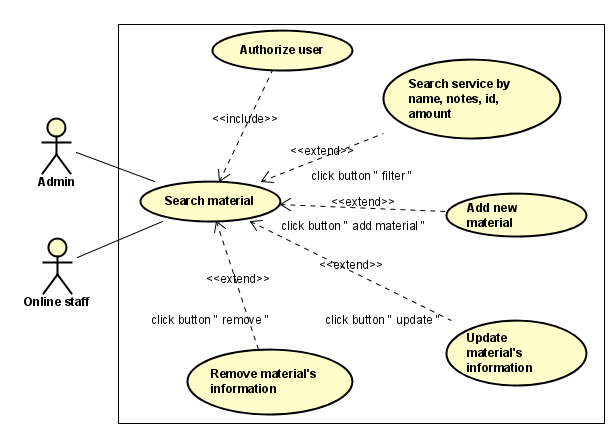 Authorize user
Search service by
name, notes, id,
amount
<<include>>
<<extend>>
click button " filter "
Admin
Search material
<<extend>>
Add new
material
click button " add material "
<<extend>>
<<extend>>
Online staff
click button " remove "
click button " update "
Update
material's
information
Remove material's
information